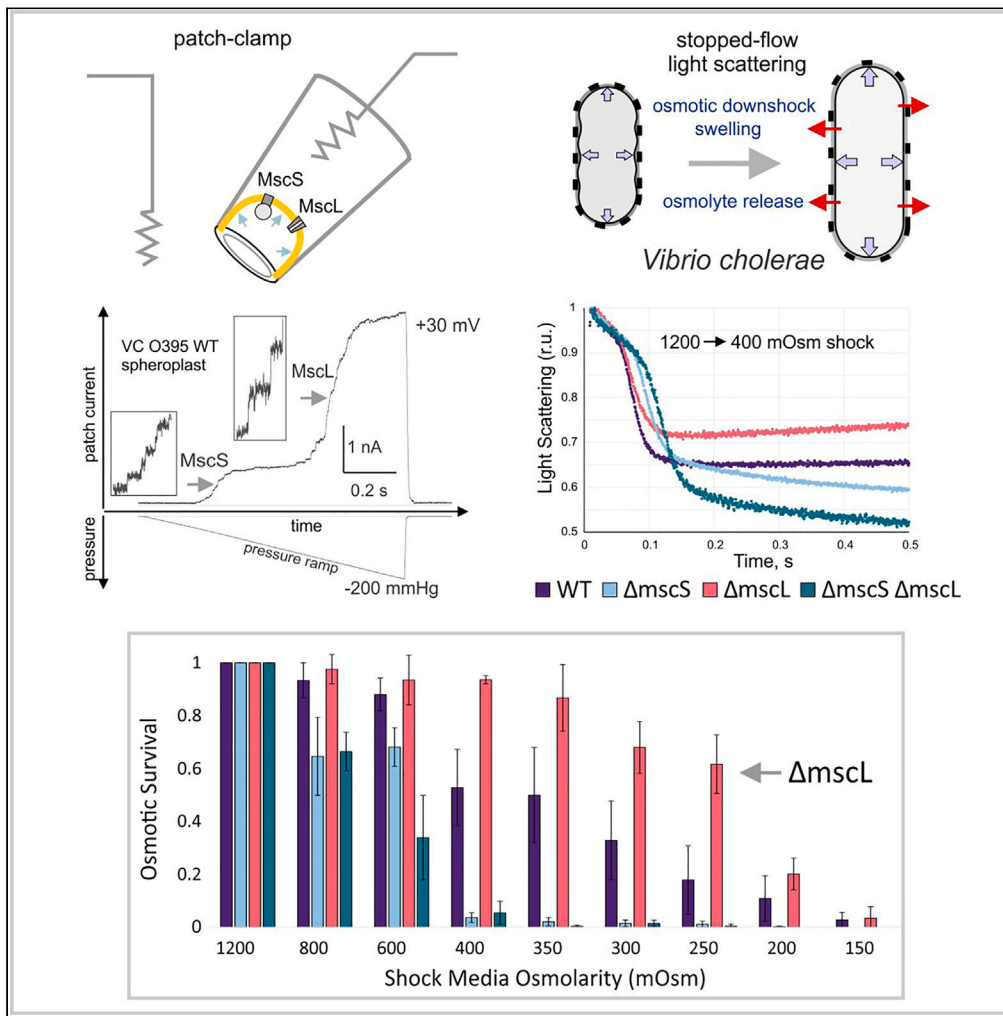 patch-clamp
MscS
MscL
stopped-flow
light scattering
osmotic downshock
swelling
osmolyte release
Vibrio cholerae
patch current
VC O395 WT
spheroplast
MscS
MscL
+30 mV
1 nA
0.2 s
time
pressure
pressure ramp
-200 mmHg
Light Scattering (r.u.)
1
0.9
0.8
0.7
0.6
0.5
1200 → 400 mOsm shock
0 0.1 0.2 0.3 0.4 0.5
Time, s
WT ΔmscS ΔmscL ΔmscS ΔmscL
Osmotic Survival
1
0.8
0.6
0.4
0.2
0
ΔmscL
1200 800 600 400 350 300 250 200 150
Shock Media Osmolarity (mOsm)